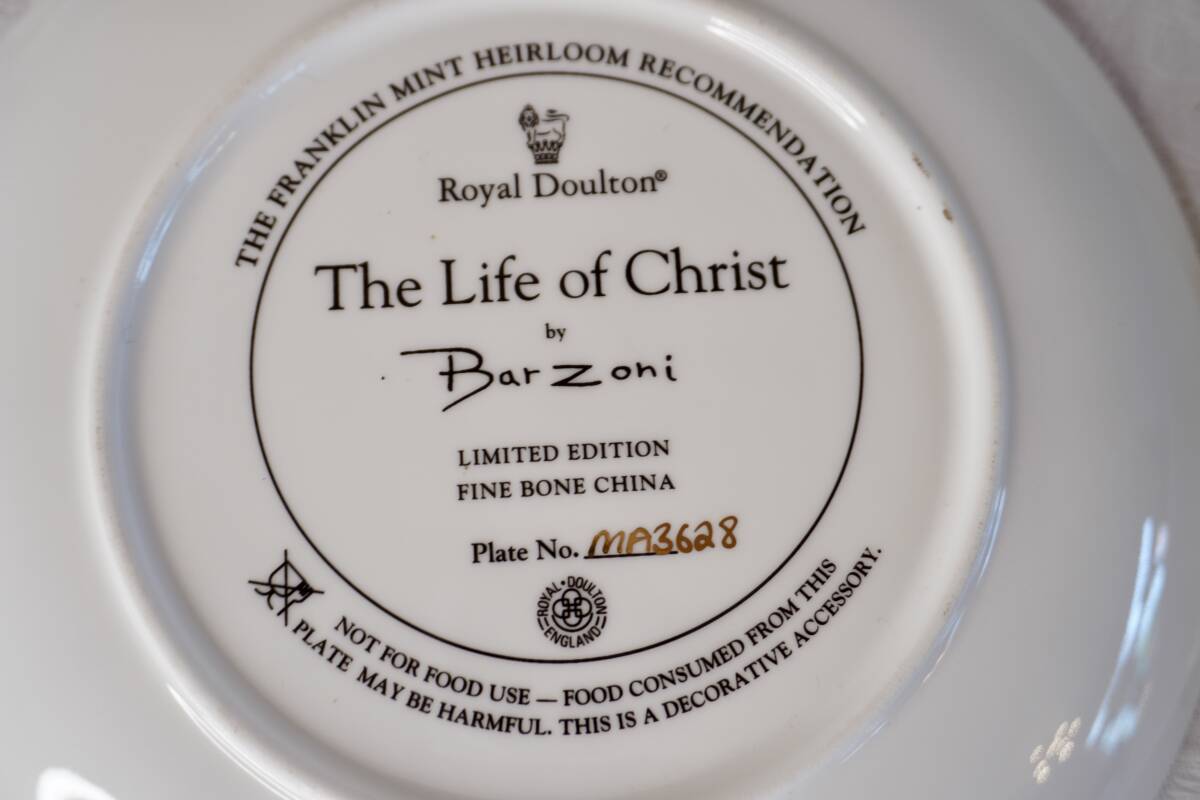 THE FRANKLIN MINT HEIRLOOM RECOMMENDATION
Royal Doulton®
The Life of Christ
by
Barzoni
LIMITED EDITION
FINE BONE CHINA
Plate No. MA3628
ROYAL • DOULTON
ENGLAND
NOT FOR FOOD USE — FOOD CONSUMED FROM THIS
PLATE MAY BE HARMFUL. THIS IS A DECORATIVE ACCESSORY.